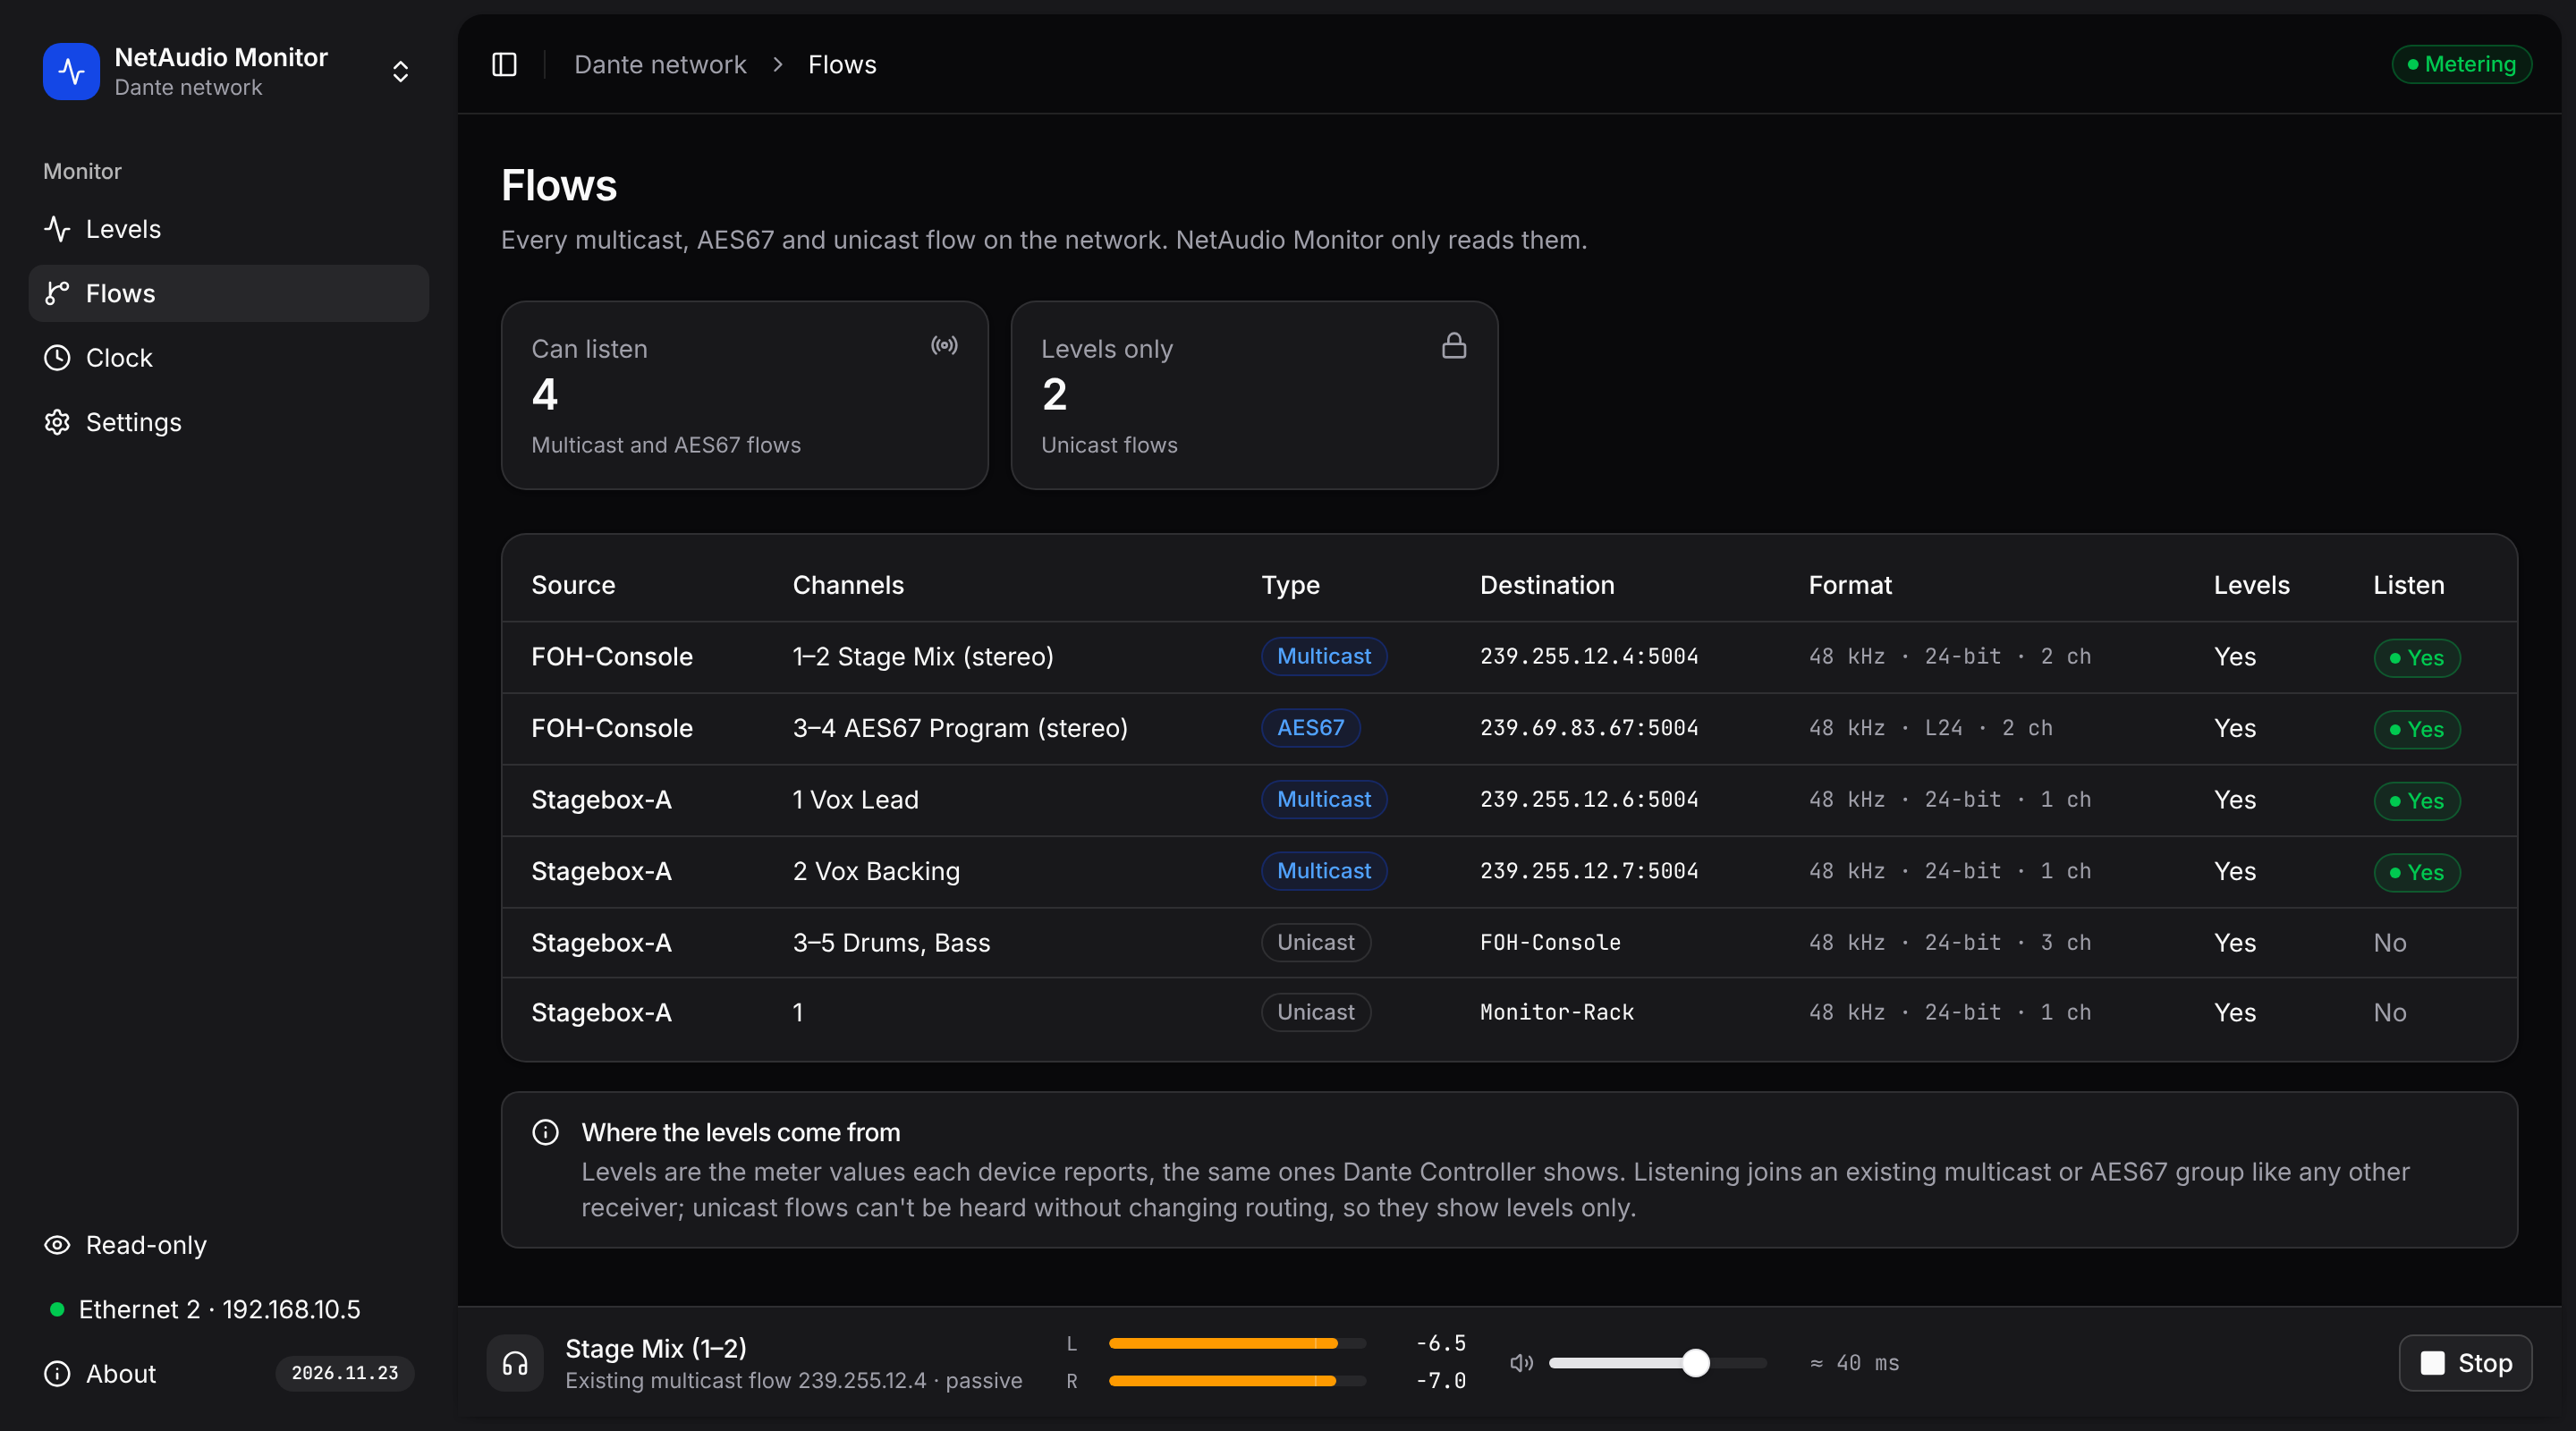 NetAudio Monitor
Dante network
Monitor
Levels
Flows
Clock
Settings
Read-only
Ethernet 2 · 192.168.10.5
About 2026.11.23
Dante network > Flows
Metering
Flows
Every multicast, AES67 and unicast flow on the network. NetAudio Monitor only reads them.
Can listen
4
Multicast and AES67 flows
Levels only
2
Unicast flows
Source Channels Type Destination Format Levels Listen
FOH-Console 1–2 Stage Mix (stereo) Multicast 239.255.12.4:5004 48 kHz · 24-bit · 2 ch Yes Yes
FOH-Console 3–4 AES67 Program (stereo) AES67 239.69.83.67:5004 48 kHz · L24 · 2 ch Yes Yes
Stagebox-A 1 Vox Lead Multicast 239.255.12.6:5004 48 kHz · 24-bit · 1 ch Yes Yes
Stagebox-A 2 Vox Backing Multicast 239.255.12.7:5004 48 kHz · 24-bit · 1 ch Yes Yes
Stagebox-A 3–5 Drums, Bass Unicast FOH-Console 48 kHz · 24-bit · 3 ch Yes No
Stagebox-A 1 Unicast Monitor-Rack 48 kHz · 24-bit · 1 ch Yes No
Where the levels come from
Levels are the meter values each device reports, the same ones Dante Controller shows. Listening joins an existing multicast or AES67 group like any other
receiver; unicast flows can't be heard without changing routing, so they show levels only.
Stage Mix (1–2)
Existing multicast flow 239.255.12.4 · passive
L -6.5
R -7.0
≈ 40 ms
Stop